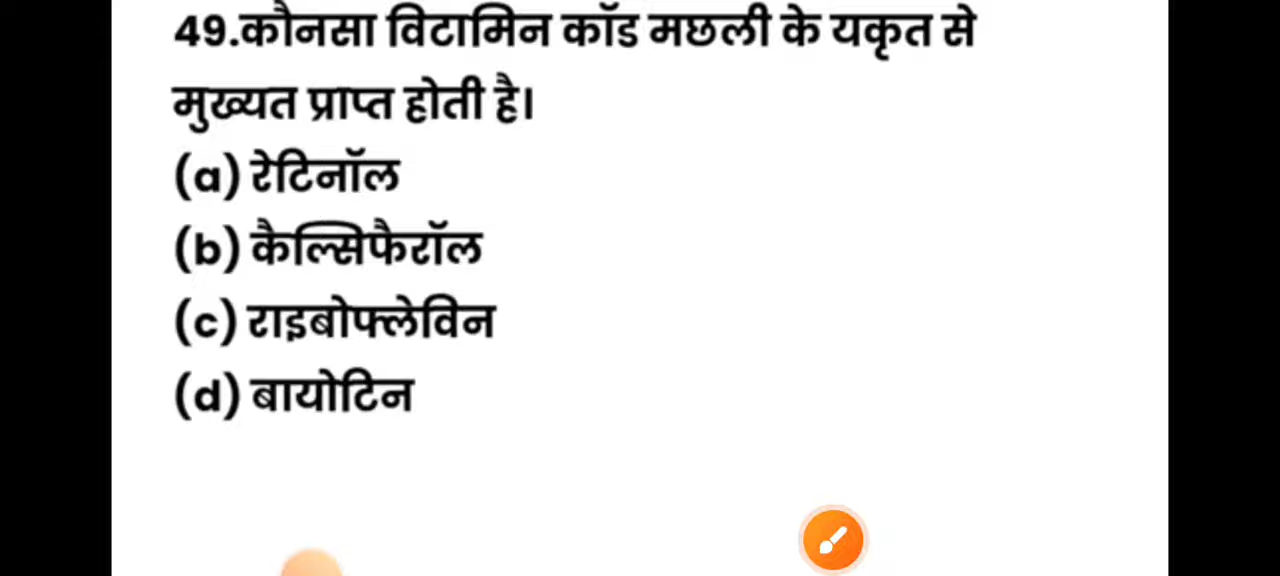 49.कौनसा विटामिन कॉड मछली के यकृत से
मुख्यत प्राप्त होती है।
(a) रेटिनॉल
(b) कैल्सिफैरॉल
(c) राइबोफ्लेविन
(d) बायोटिन